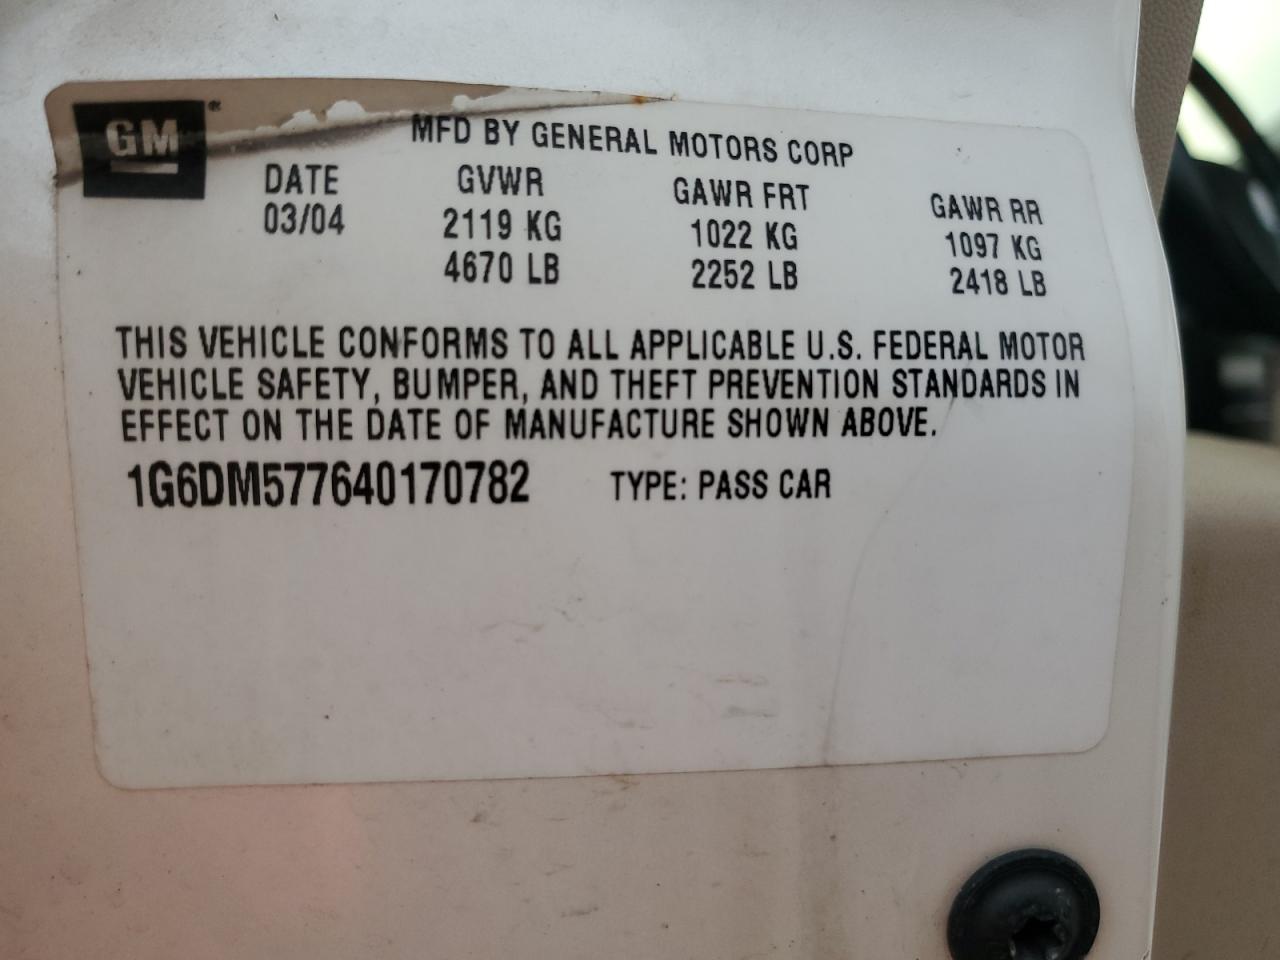 GM®
MFD BY GENERAL MOTORS CORP
DATE GVWR GAWR FRT GAWR RR
03/04 2119 KG 1022 KG 1097 KG
4670 LB 2252 LB 2418 LB
THIS VEHICLE CONFORMS TO ALL APPLICABLE U.S. FEDERAL MOTOR
VEHICLE SAFETY, BUMPER, AND THEFT PREVENTION STANDARDS IN
EFFECT ON THE DATE OF MANUFACTURE SHOWN ABOVE.
1G6DM577640170782 TYPE: PASS CAR